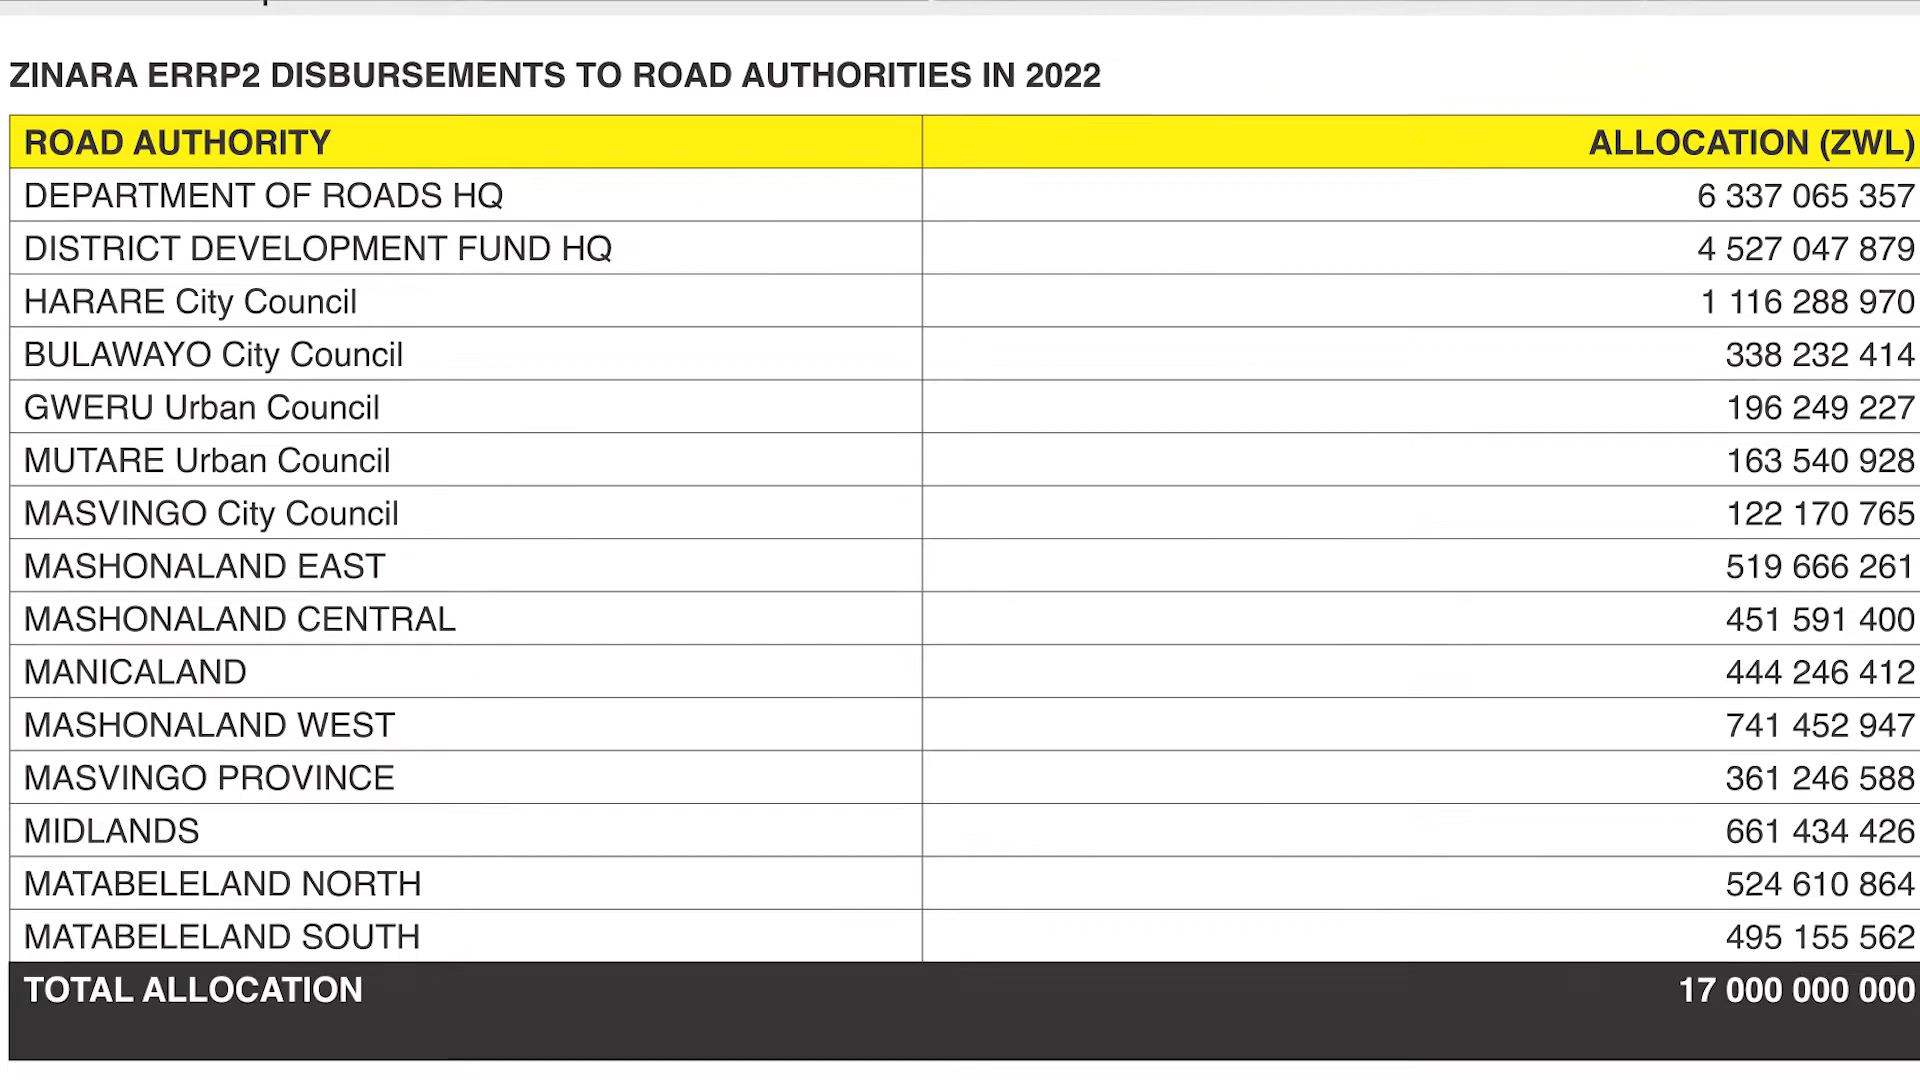 ZINARA ERRP2 DISBURSEMENTS TO ROAD AUTHORITIES IN 2022
ROAD AUTHORITY ALLOCATION (ZWL)
DEPARTMENT OF ROADS HQ 6 337 065 357
DISTRICT DEVELOPMENT FUND HQ 4 527 047 879
HARARE City Council 1 116 288 970
BULAWAYO City Council 338 232 414
GWERU Urban Council 196 249 227
MUTARE Urban Council 163 540 928
MASVINGO City Council 122 170 765
MASHONALAND EAST 519 666 261
MASHONALAND CENTRAL 451 591 400
MANICALAND 444 246 412
MASHONALAND WEST 741 452 947
MASVINGO PROVINCE 361 246 588
MIDLANDS 661 434 426
MATABELELAND NORTH 524 610 864
MATABELELAND SOUTH 495 155 562
TOTAL ALLOCATION 17 000 000 000